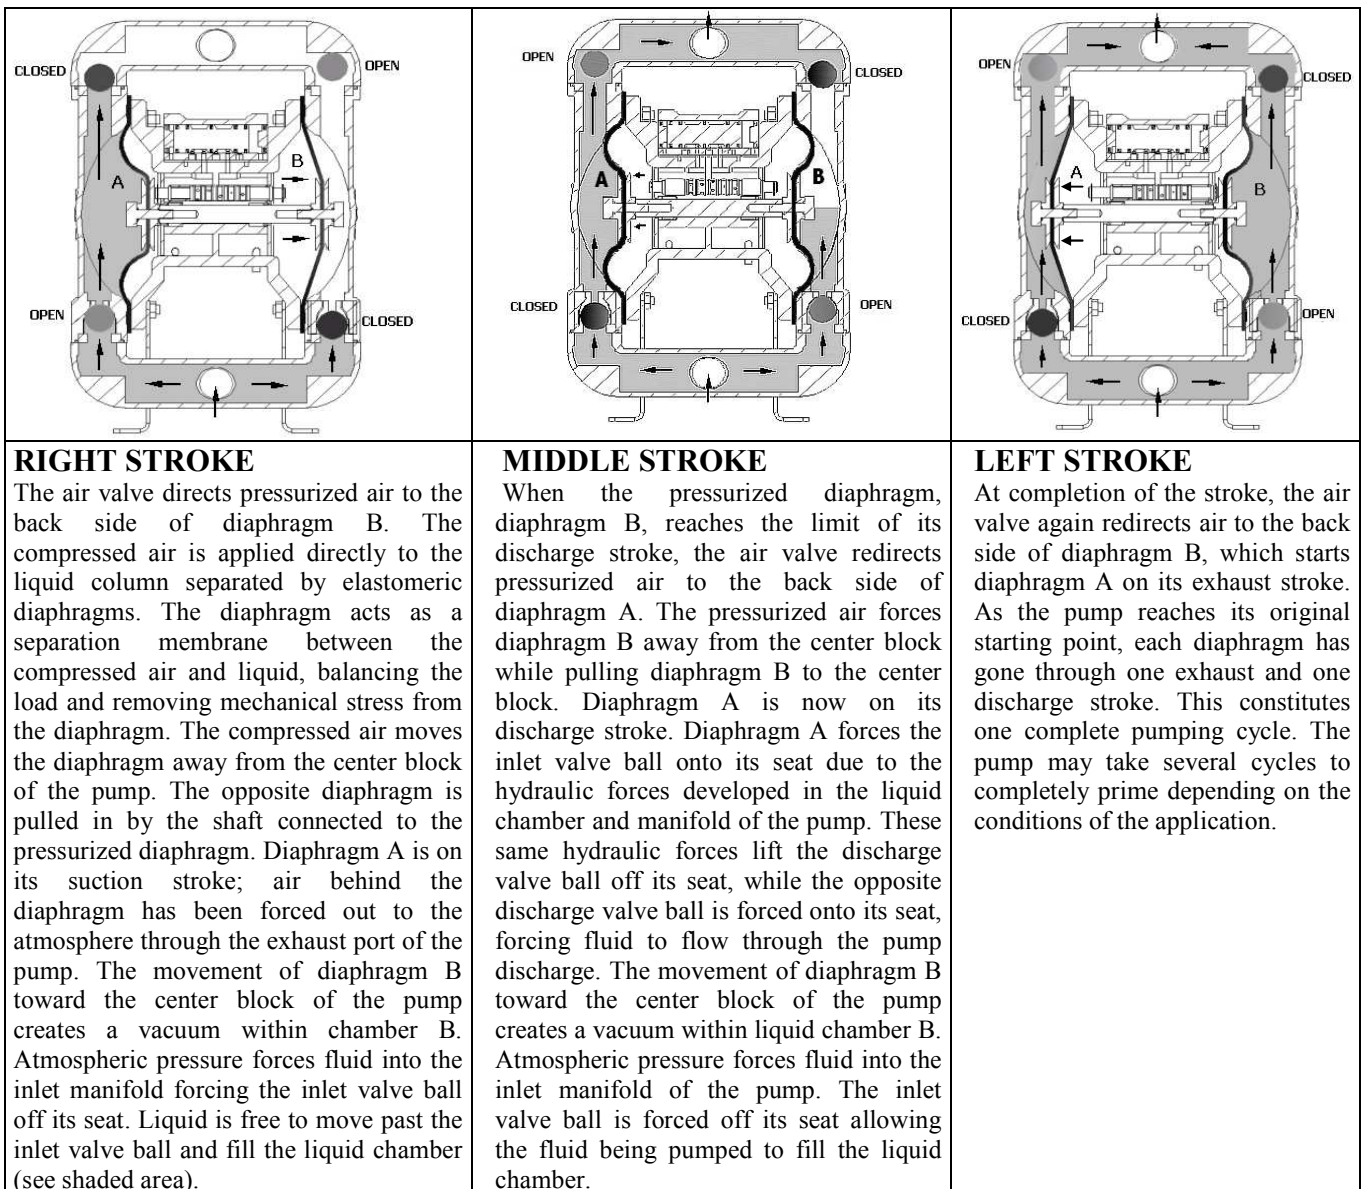 CLOSED
OPEN
A
B
OPEN
CLOSED
OPEN
CLOSED
A
B
CLOSED
OPEN
OPEN
CLOSED
A
B
CLOSED
OPEN
RIGHT STROKE
The air valve directs pressurized air to the
back side of diaphragm B. The
compressed air is applied directly to the
liquid column separated by elastomeric
diaphragms. The diaphragm acts as a
separation membrane between the
compressed air and liquid, balancing the
load and removing mechanical stress from
the diaphragm. The compressed air moves
the diaphragm away from the center block
of the pump. The opposite diaphragm is
pulled in by the shaft connected to the
pressurized diaphragm. Diaphragm A is on
its suction stroke; air behind the
diaphragm has been forced out to the
atmosphere through the exhaust port of the
pump. The movement of diaphragm B
toward the center block of the pump
creates a vacuum within chamber B.
Atmospheric pressure forces fluid into the
inlet manifold forcing the inlet valve ball
off its seat. Liquid is free to move past the
inlet valve ball and fill the liquid chamber
(see shaded area).
MIDDLE STROKE
When the pressurized diaphragm,
diaphragm B, reaches the limit of its
discharge stroke, the air valve redirects
pressurized air to the back side of
diaphragm A. The pressurized air forces
diaphragm B away from the center block
while pulling diaphragm B to the center
block. Diaphragm A is now on its
discharge stroke. Diaphragm A forces the
inlet valve ball onto its seat due to the
hydraulic forces developed in the liquid
chamber and manifold of the pump. These
same hydraulic forces lift the discharge
valve ball off its seat, while the opposite
discharge valve ball is forced onto its seat,
forcing fluid to flow through the pump
discharge. The movement of diaphragm B
toward the center block of the pump
creates a vacuum within liquid chamber B.
Atmospheric pressure forces fluid into the
inlet manifold of the pump. The inlet
valve ball is forced off its seat allowing
the fluid being pumped to fill the liquid
chamber.
LEFT STROKE
At completion of the stroke, the air
valve again redirects air to the back
side of diaphragm B, which starts
diaphragm A on its exhaust stroke.
As the pump reaches its original
starting point, each diaphragm has
gone through one exhaust and one
discharge stroke. This constitutes
one complete pumping cycle. The
pump may take several cycles to
completely prime depending on the
conditions of the application.